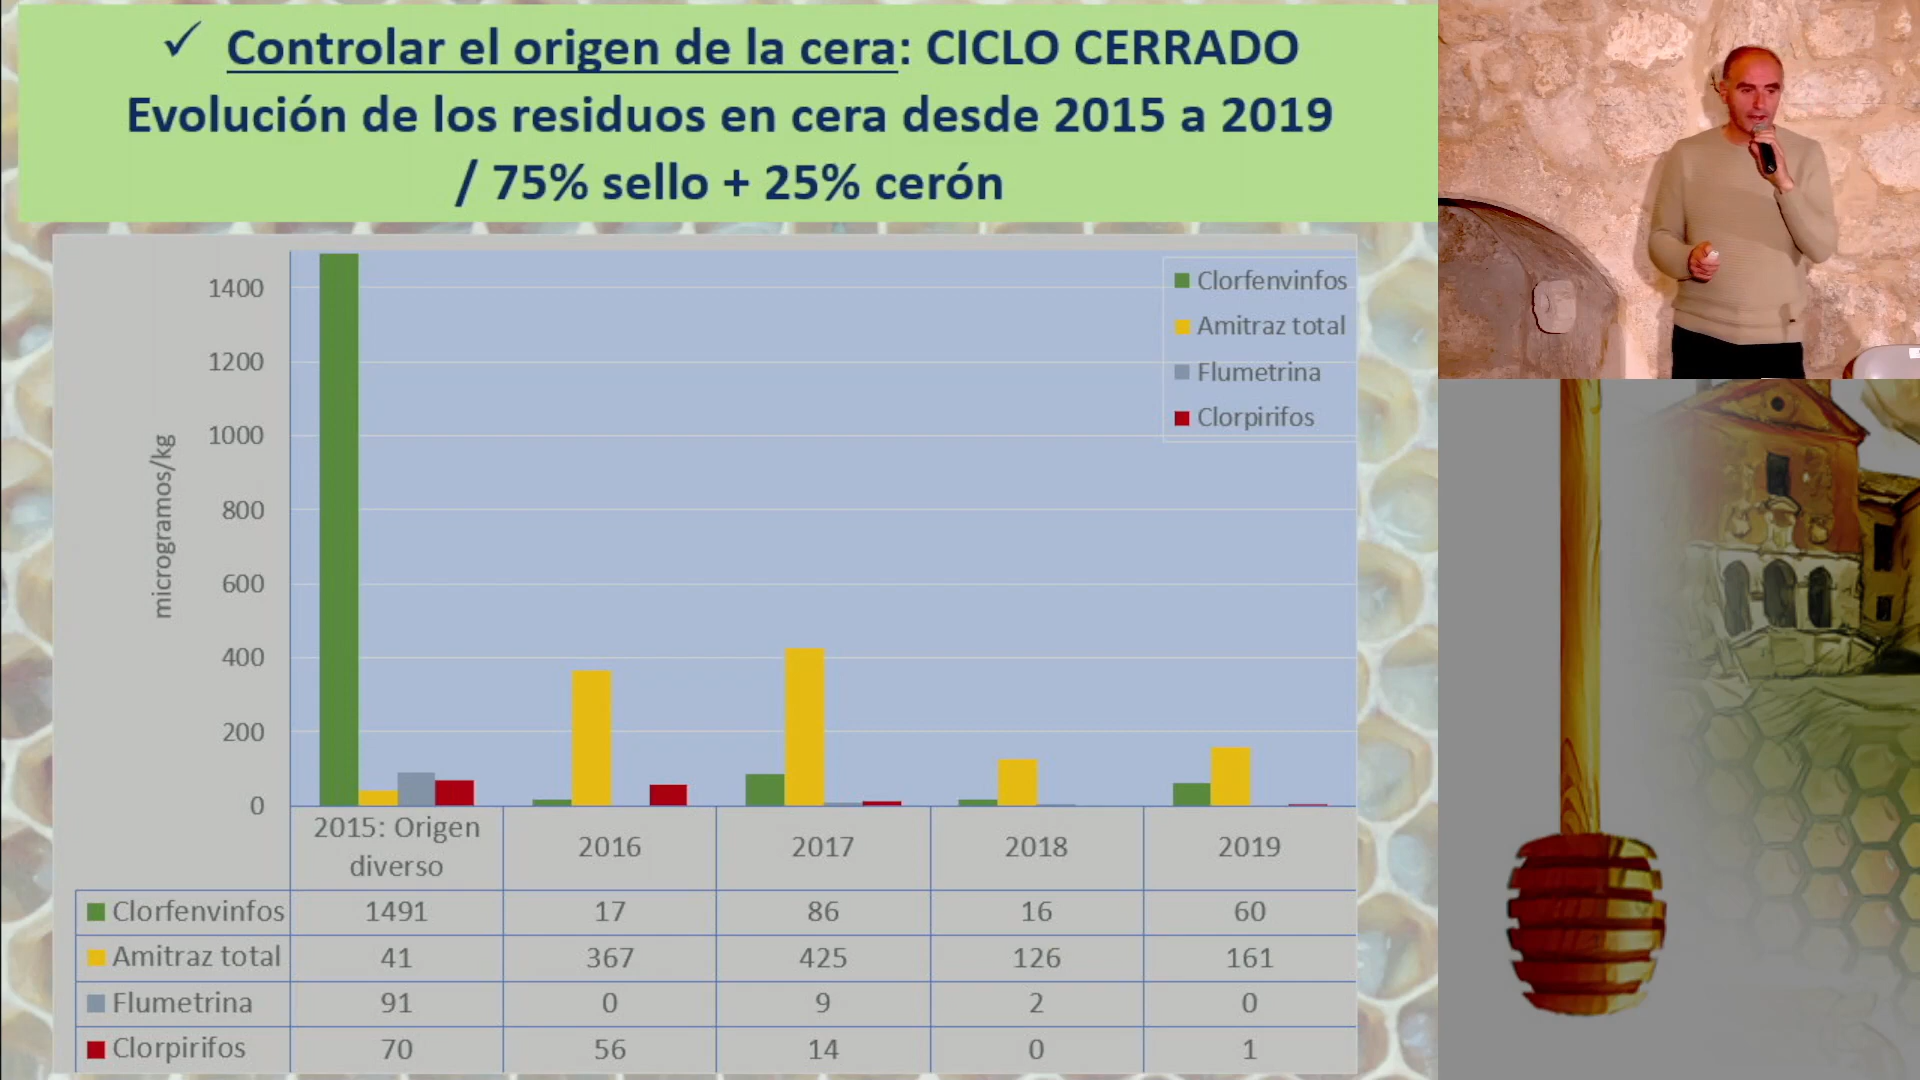 ✓ Controlar el origen de la cera: CICLO CERRADO
Evolución de los residuos en cera desde 2015 a 2019
/ 75% sello + 25% cerón
1400
1200
1000
800
600
400
200
0
microgramos/kg
Clorfenvinfos
Amitraz total
Flumetrina
Clorpirifos
2015: Origen diverso 2016 2017 2018 2019
Clorfenvinfos 1491 17 86 16 60
Amitraz total 41 367 425 126 161
Flumetrina 91 0 9 2 0
Clorpirifos 70 56 14 0 1